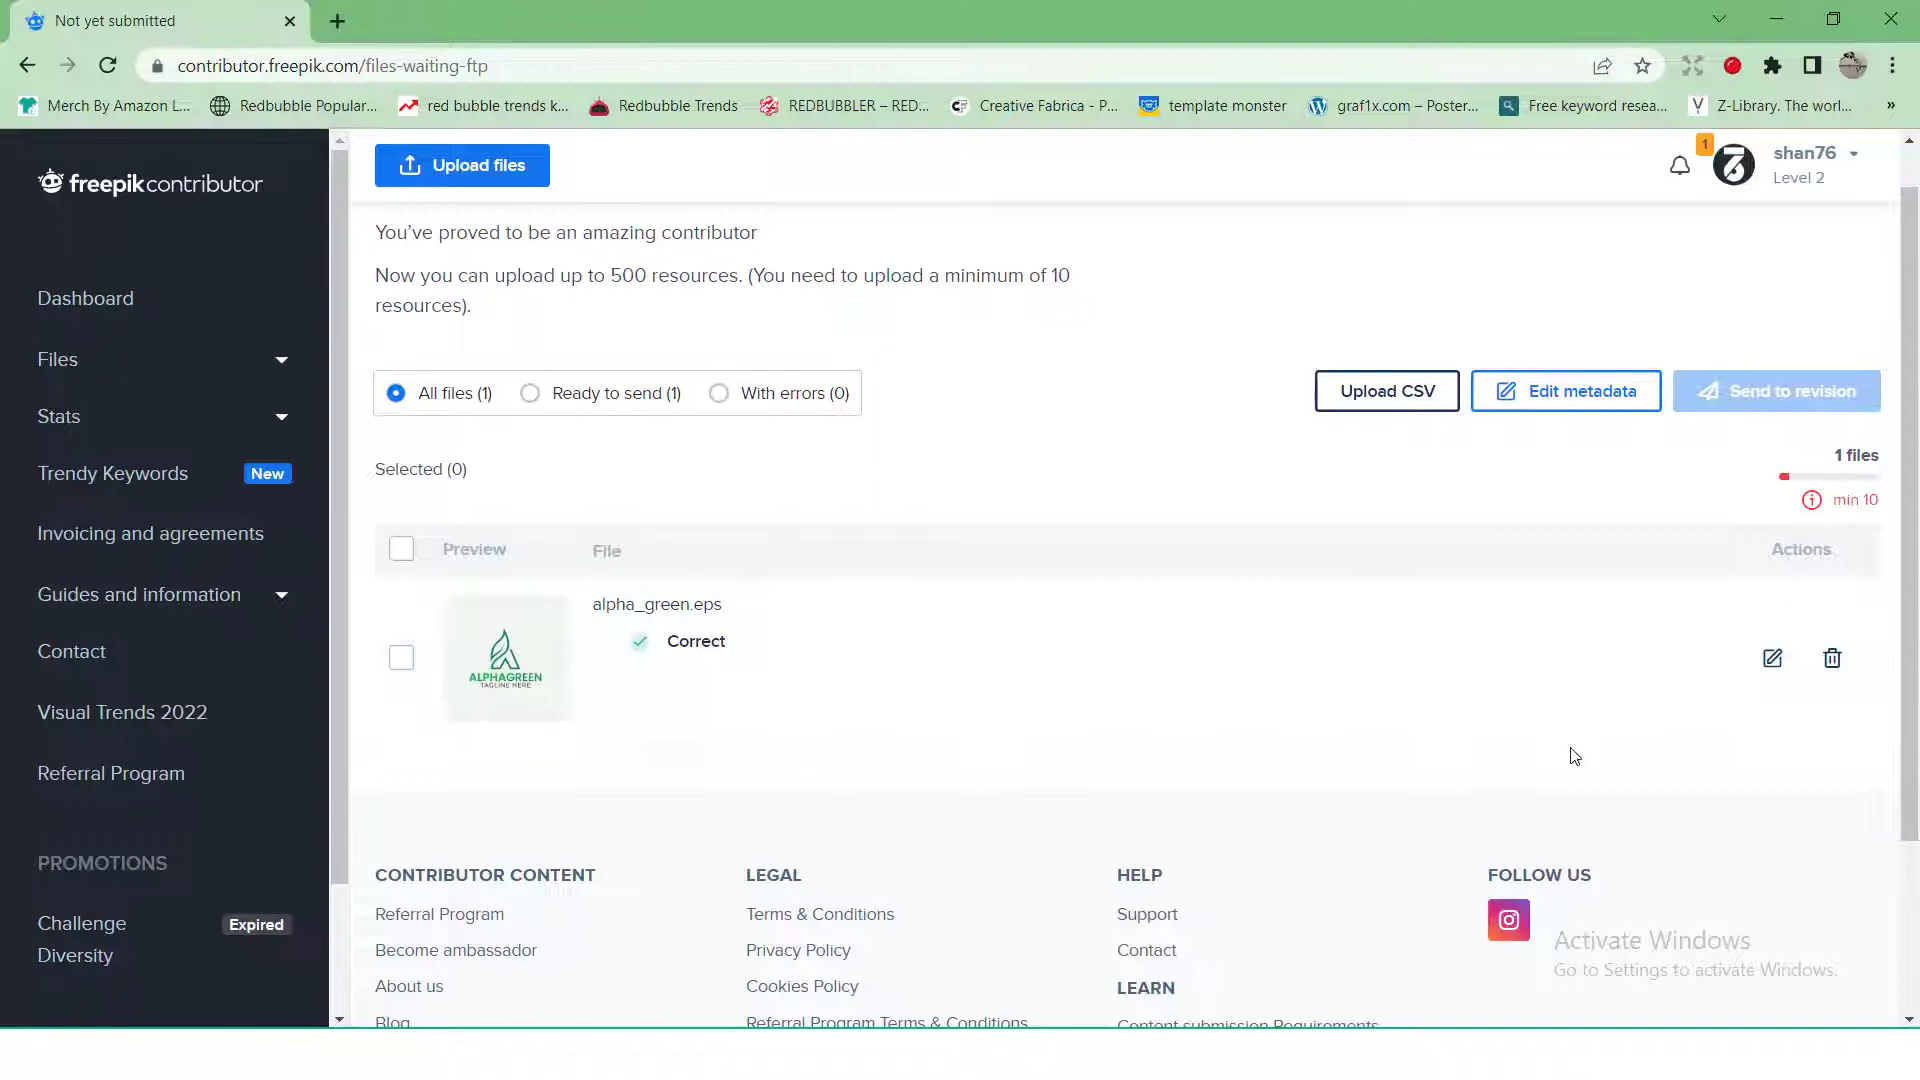 Not yet submitted
contributor.freepik.com/files-waiting-ftp
Merch By Amazon L...
Redbubble Popular...
red bubble trends k...
Redbubble Trends
REDBUBBLER – RED...
Creative Fabrica - P...
template monster
graf1x.com – Poster...
Free keyword resea...
Z-Library. The worl...
»
freepik contributor
Dashboard
Files
Stats
Trendy Keywords New
Invoicing and agreements
Guides and information
Contact
Visual Trends 2022
Referral Program
PROMOTIONS
Challenge
Diversity
Expired
Upload files
1
shan76
Level 2
You've proved to be an amazing contributor
Now you can upload up to 500 resources. (You need to upload a minimum of 10
resources).
All files (1) Ready to send (1) With errors (0)
Upload CSV Edit metadata Send to revision
Selected (0)
1 files
min 10
Preview File Actions
alpha_green.eps
Correct
ALPHAGREEN
TAGLINE HERE
CONTRIBUTOR CONTENT
Referral Program
Become ambassador
About us
Blog
LEGAL
Terms & Conditions
Privacy Policy
Cookies Policy
Referral Program Terms & Conditions
HELP
Support
Contact
LEARN
Content submission Requirements
FOLLOW US
Activate Windows
Go to Settings to activate Windows.